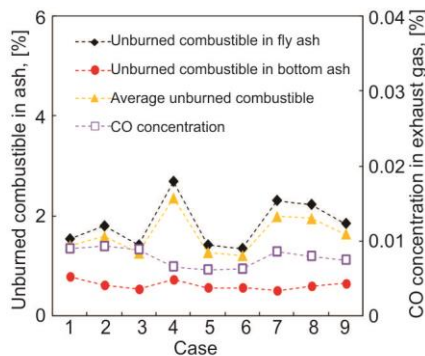 6
4
2
0
Unburned combustible in ash, [%]
Unburned combustible in fly ash
Unburned combustible in bottom ash
Average unburned combustible
CO concentration
0.04
0.03
0.02
0.01
0
CO concentration in exhaust gas, [%]
1 2 3 4 5 6 7 8 9
Case